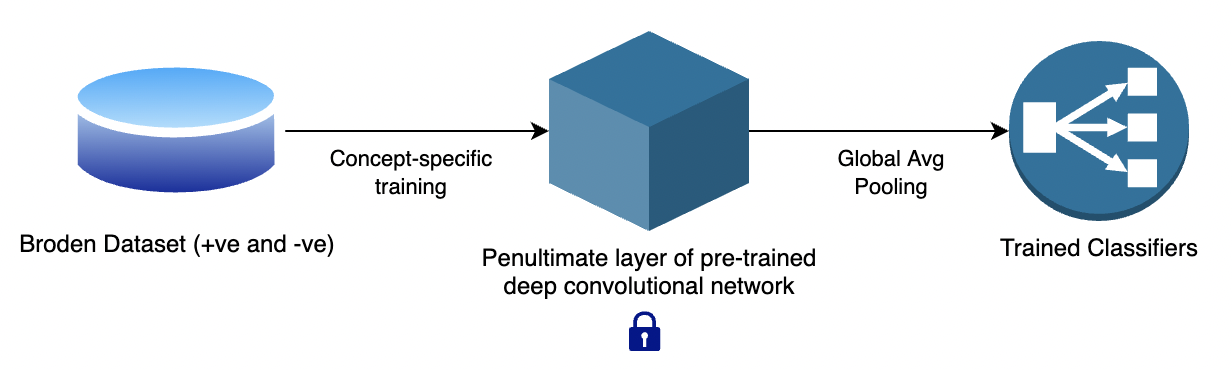 Concept-specific
training
Global Avg
Pooling
Broden Dataset (+ve and -ve)
Penultimate layer of pre-trained
deep convolutional network
Trained Classifiers